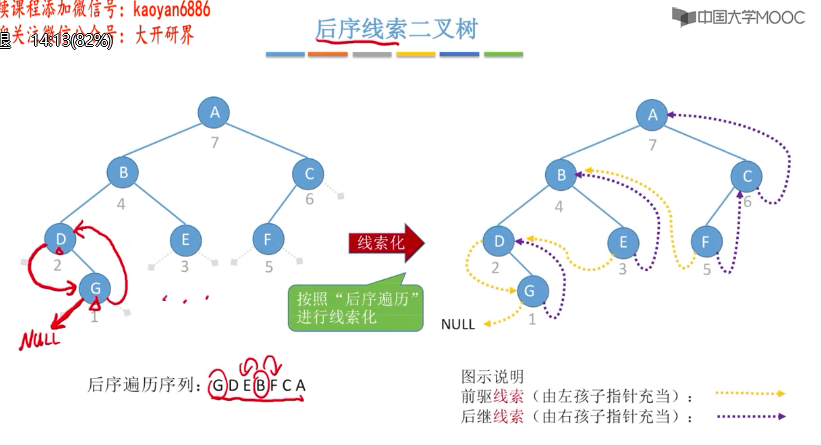 卖课程添加微信号：kaoyan6886
关注微信公众号：大开研界
退 14:13(82%)
中国大学MOOC
后序线索二叉树
A
7
B
4
C
6
D
2
E
3
F
5
G
1
NULL
线索化
按照“后序遍历”
进行线索化
A
7
B
4
C
6
D
2
E
3
F
5
G
1
NULL
后序遍历序列：GDEBFCA
图示说明
前驱线索（由左孩子指针充当）：
后继线索（由右孩子指针充当）：